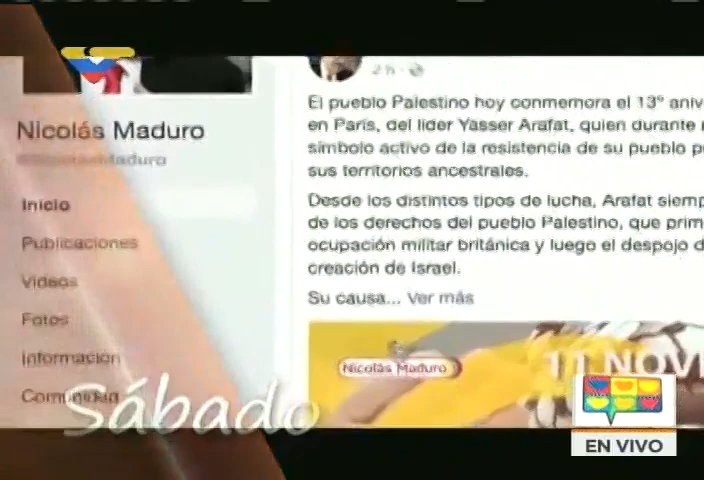 2 h ·
El pueblo Palestino hoy conmemora el 13º aniv
Nicolás Maduro
en París, del líder Yasser Arafat, quien durante
símbolo activo de la resistencia de su pueblo p
sus territorios ancestrales.
Inicio
Desde los distintos tipos de lucha, Arafat siemp
Publicaciones
de los derechos del pueblo Palestino, que prim
ocupación militar británica y luego el despojo d
Videos
creación de Israel.
Su causa... Ver más
Fotos
Información
Nicolás Maduro
11 NOVI
Comunidad
Sábado
EN VIVO